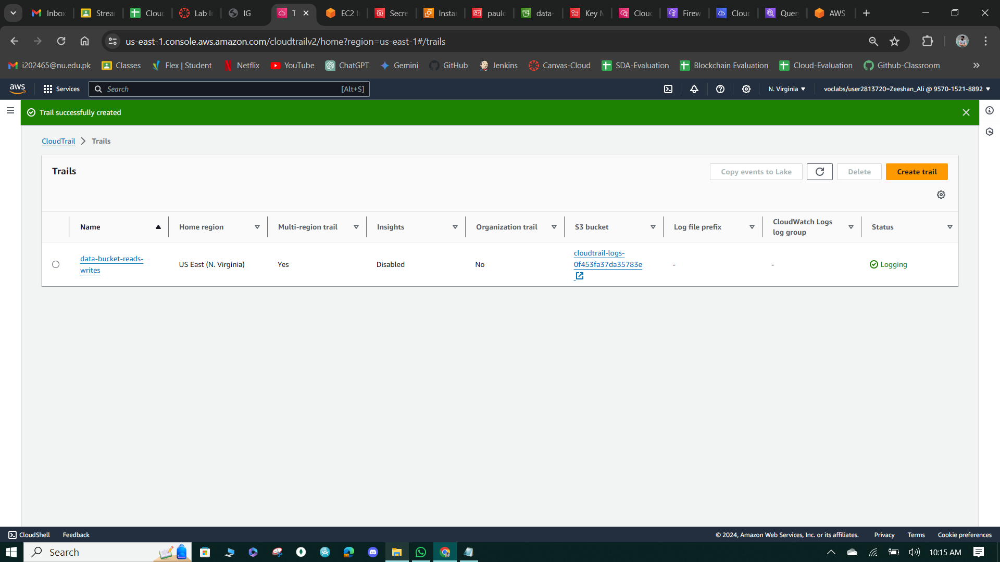 Inbox
Strea
Clou
Lab I
IG
T
EC2 I
Secre
Insta
paulo
data-
Key M
Clou
Firew
Clou
Quer
AWS
us-east-1.console.aws.amazon.com/cloudtrailv2/home?region=us-east-1#/trails
i202465@nu.edu.pk
Classes
Flex | Student
Netflix
YouTube
ChatGPT
Gemini
GitHub
Jenkins
Canvas-Cloud
SDA-Evaluation
Blockchain Evaluation
Cloud-Evaluation
Github-Classroom
aws
Services
Search
[Alt+S]
N. Virginia
voclabs/user2813720=Zeeshan_Ali @ 9570-1521-8892
Trail successfully created
CloudTrail
Trails
Trails
Copy events to Lake
Delete
Create trail
Name
Home region
Multi-region trail
Insights
Organization trail
S3 bucket
Log file prefix
CloudWatch Logs
log group
Status
data-bucket-reads-
writes
US East (N. Virginia)
Yes
Disabled
No
cloudtrail-logs-
0f453fa37da35783e
-
-
Logging
CloudShell
Feedback
© 2024, Amazon Web Services, Inc. or its affiliates.
Privacy
Terms
Cookie preferences
Search
10:15 AM